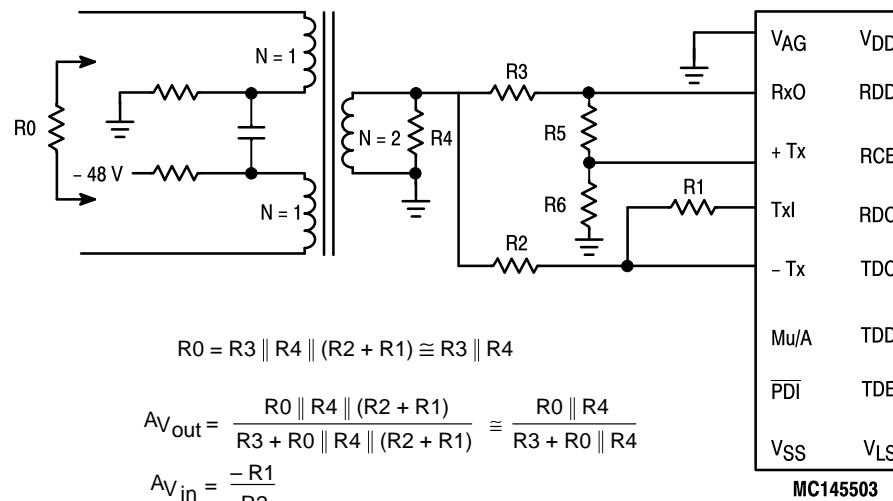 N = 1
R0
– 48 V
N = 1
N = 2
R4
R3
R5
R6
R1
R2
VAG
VDD
RxO
RDD
+ Tx
RCE
TxI
RDC
– Tx
TDC
Mu/A
TDD
PDI
TDE
VSS
VLS
MC145503
R0 = R3 || R4 || (R2 + R1) ≅ R3 || R4
AVout = R0 || R4 || (R2 + R1) / R3 + R0 || R4 || (R2 + R1) ≅ R0 || R4 / R3 + R0 || R4
AVin = – R1